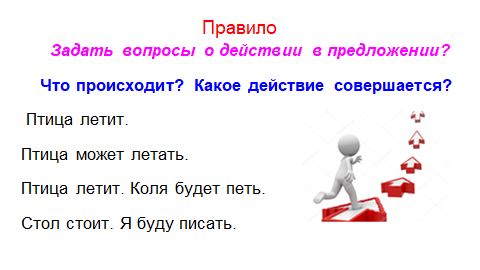 Правило
Задать вопросы о действии в предложении?
Что происходит? Какое действие совершается?
Птица летит.
Птица может летать.
Птица летит. Коля будет петь.
Стол стоит. Я буду писать.